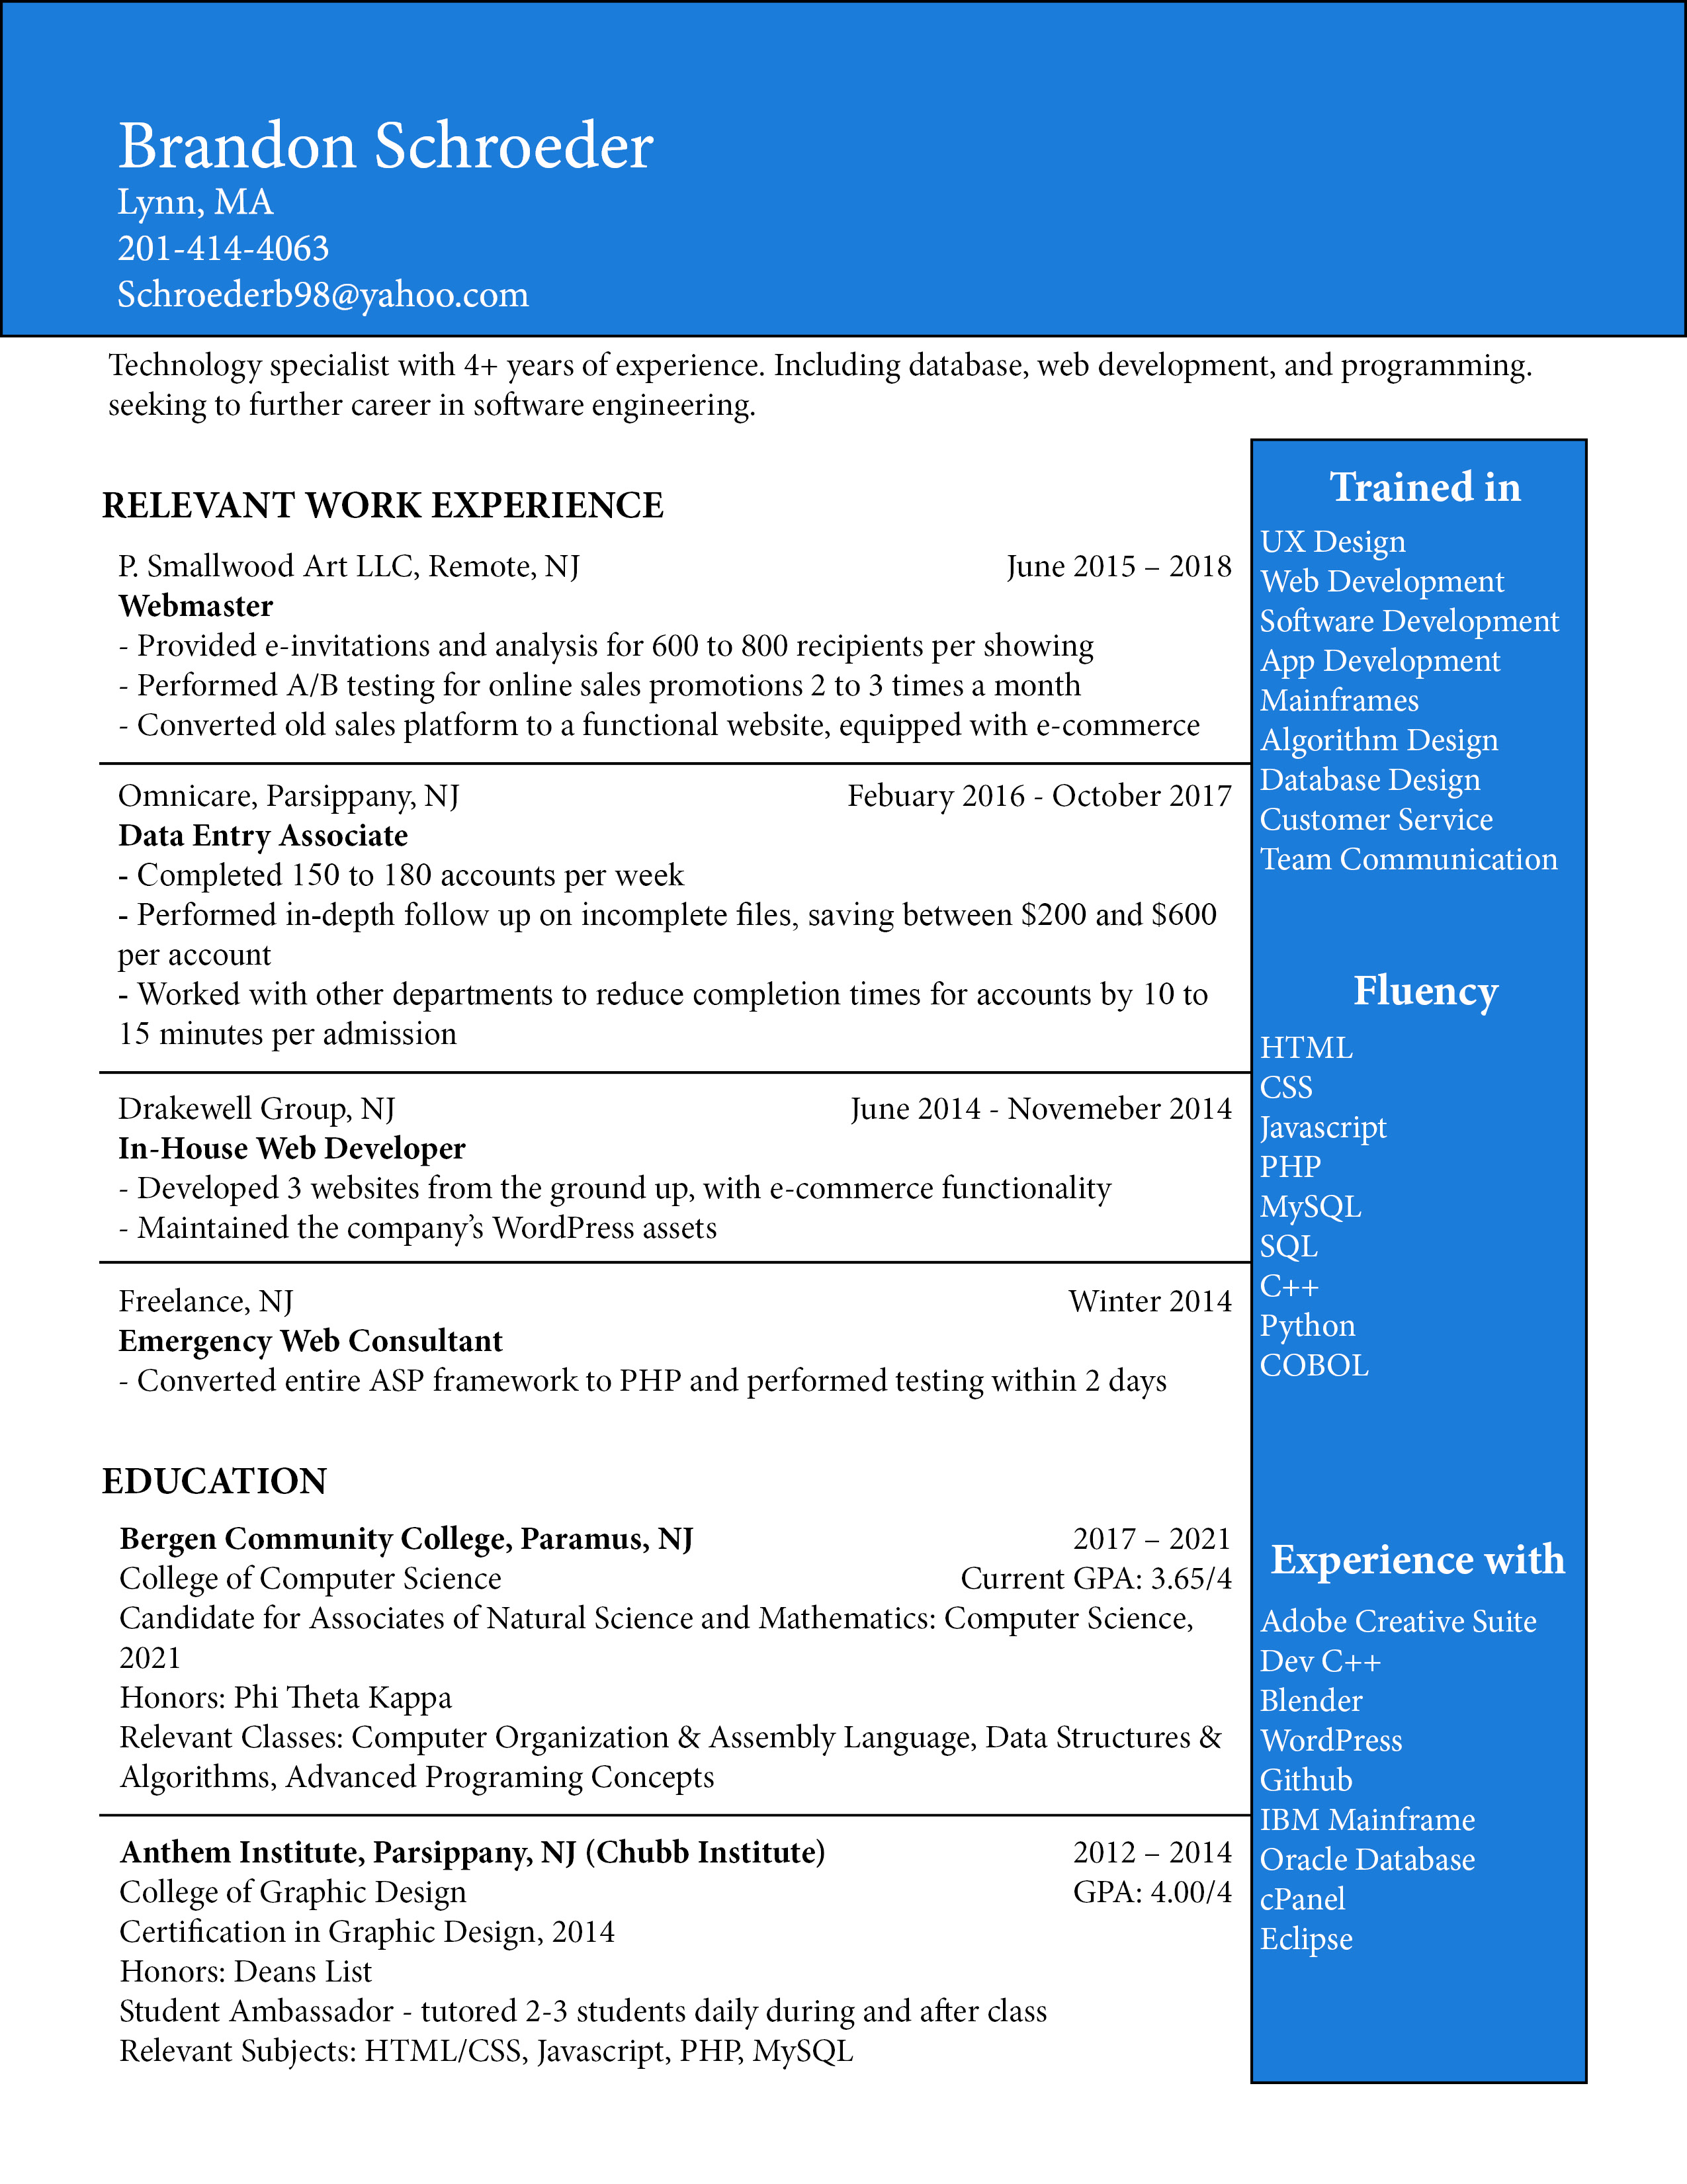 Brandon Schroeder
Lynn, MA
201-414-4063
Schroederb98@yahoo.com
Technology specialist with 4+ years of experience. Including database, web development, and programming.
seeking to further career in software engineering.
RELEVANT WORK EXPERIENCE
P. Smallwood Art LLC, Remote, NJ June 2015 – 2018
Webmaster
- Provided e-invitations and analysis for 600 to 800 recipients per showing
- Performed A/B testing for online sales promotions 2 to 3 times a month
- Converted old sales platform to a functional website, equipped with e-commerce
Omnicare, Parsippany, NJ Febuary 2016 - October 2017
Data Entry Associate
- Completed 150 to 180 accounts per week
- Performed in-depth follow up on incomplete files, saving between $200 and $600
per account
- Worked with other departments to reduce completion times for accounts by 10 to
15 minutes per admission
Drakewell Group, NJ June 2014 - Novemeber 2014
In-House Web Developer
- Developed 3 websites from the ground up, with e-commerce functionality
- Maintained the company’s WordPress assets
Freelance, NJ Winter 2014
Emergency Web Consultant
- Converted entire ASP framework to PHP and performed testing within 2 days
EDUCATION
Bergen Community College, Paramus, NJ 2017 – 2021
College of Computer Science Current GPA: 3.65/4
Candidate for Associates of Natural Science and Mathematics: Computer Science,
2021
Honors: Phi Theta Kappa
Relevant Classes: Computer Organization & Assembly Language, Data Structures &
Algorithms, Advanced Programing Concepts
Anthem Institute, Parsippany, NJ (Chubb Institute) 2012 – 2014
College of Graphic Design GPA: 4.00/4
Certification in Graphic Design, 2014
Honors: Deans List
Student Ambassador - tutored 2-3 students daily during and after class
Relevant Subjects: HTML/CSS, Javascript, PHP, MySQL
Trained in
UX Design
Web Development
Software Development
App Development
Mainframes
Algorithm Design
Database Design
Customer Service
Team Communication
Fluency
HTML
CSS
Javascript
PHP
MySQL
SQL
C++
Python
COBOL
Experience with
Adobe Creative Suite
Dev C++
Blender
WordPress
Github
IBM Mainframe
Oracle Database
cPanel
Eclipse